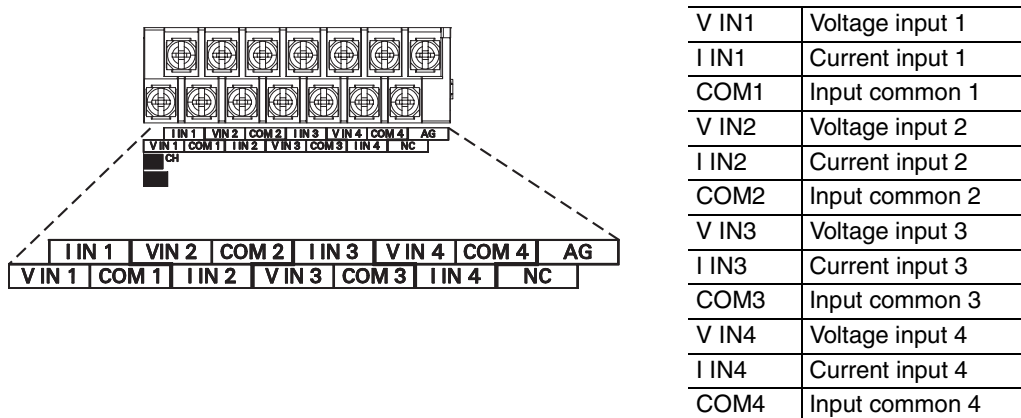 I IN 1 VIN 2 COM 2 I IN 3 V IN 4 COM 4 AG
V IN 1 COM 1 I IN 2 V IN 3 COM 3 I IN 4 NC
CH
I IN 1 VIN 2 COM 2 I IN 3 V IN 4 COM 4 AG
V IN 1 COM 1 I IN 2 V IN 3 COM 3 I IN 4 NC
V IN1 Voltage input 1
I IN1 Current input 1
COM1 Input common 1
V IN2 Voltage input 2
I IN2 Current input 2
COM2 Input common 2
V IN3 Voltage input 3
I IN3 Current input 3
COM3 Input common 3
V IN4 Voltage input 4
I IN4 Current input 4
COM4 Input common 4